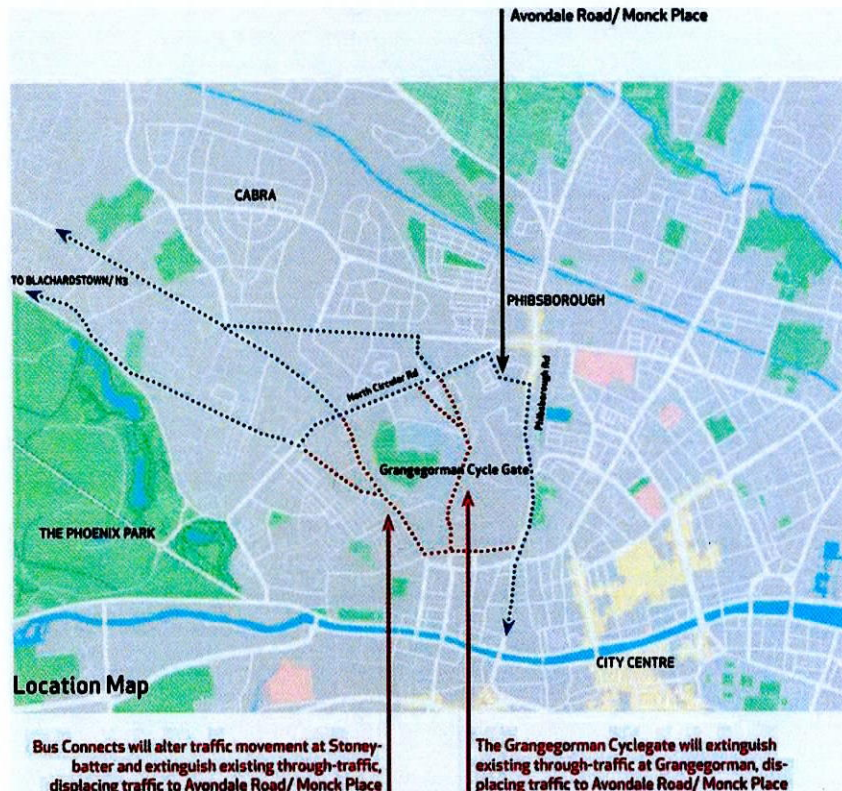 Avondale Road/ Monck Place
CABRA
TO BLACHARDSTOWN/ N3
PHIBSBOROUGH
North Circular Rd
Phibsborough Rd
Grangegorman Cycle Gate
THE PHOENIX PARK
CITY CENTRE
Location Map
Bus Connects will alter traffic movement at Stoney-
batter and extinguish existing through-traffic,
displacing traffic to Avondale Road/ Monck Place
The Grangegorman Cyclegate will extinguish
existing through-traffic at Grangegorman, dis-
placing traffic to Avondale Road/ Monck Place